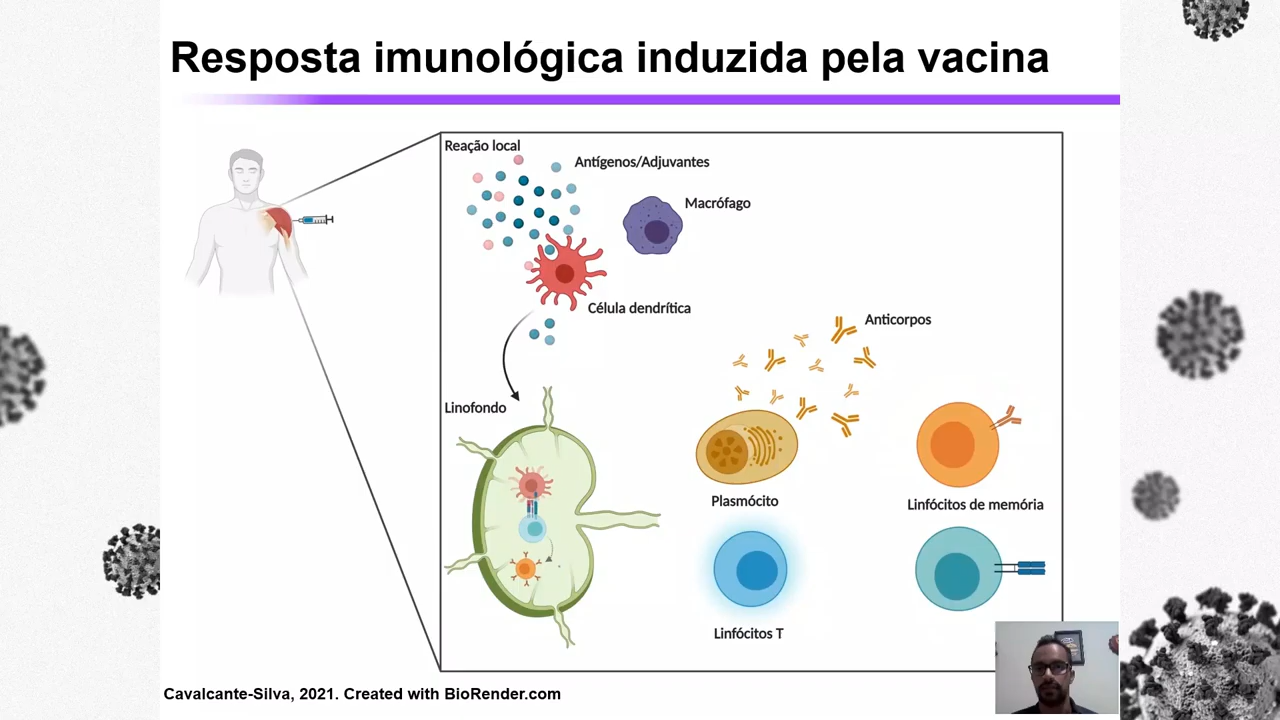 Resposta imunológica induzida pela vacina
Reação local
Antígenos/Adjuvantes
Macrófago
Célula dendrítica
Anticorpos
Linofondo
Plasmócito
Linfócitos de memória
Linfócitos T
Cavalcante-Silva, 2021. Created with BioRender.com